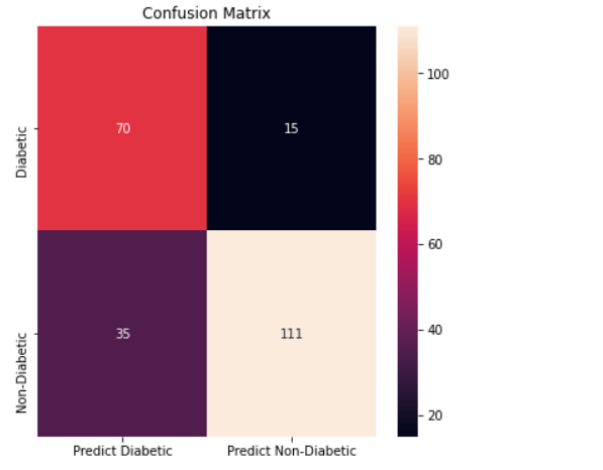 Confusion Matrix
Diabetic
70
15
Non-Diabetic
35
111
Predict Diabetic
Predict Non-Diabetic
100
80
60
40
20